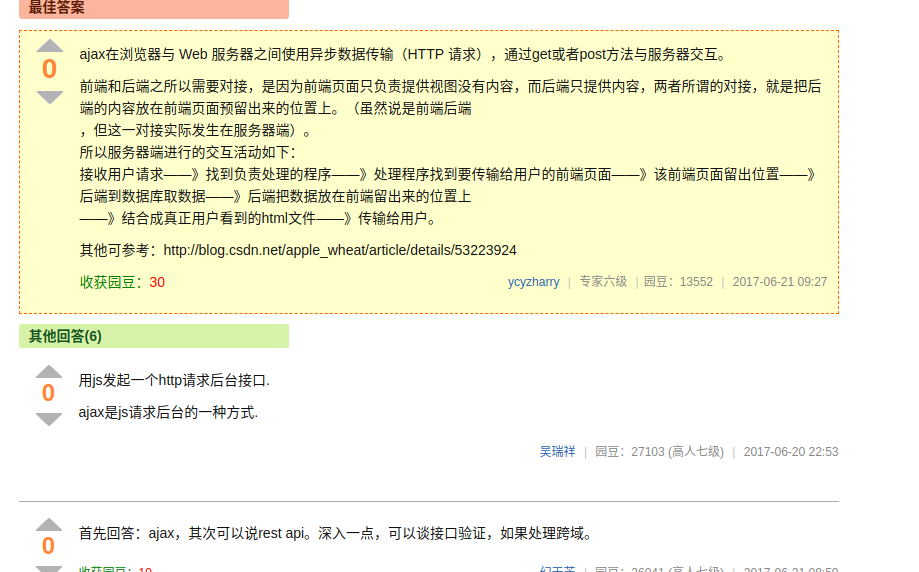 最佳答案
0
ajax在浏览器与 Web 服务器之间使用异步数据传输（HTTP 请求），通过get或者post方法与服务器交互。
前端和后端之所以需要对接，是因为前端页面只负责提供视图没有内容，而后端只提供内容，两者所谓的对接，就是把后
端的内容放在前端页面预留出来的位置上。（虽然说是前端后端
，但这一对接实际发生在服务器端）。
所以服务器端进行的交互活动如下：
接收用户请求——》找到负责处理的程序——》处理程序找到要传输给用户的前端页面——》该前端页面留出位置——》
后端到数据库取数据——》后端把数据放在前端留出来的位置上
——》结合成真正用户看到的html文件——》传输给用户。
其他可参考：http://blog.csdn.net/apple_wheat/article/details/53223924
收获园豆：30
ycyzharry | 专家六级 | 园豆：13552 | 2017-06-21 09:27
其他回答(6)
0
用js发起一个http请求后台接口.
ajax是js请求后台的一种方式.
吴瑞祥 | 园豆：27103 (高人七级) | 2017-06-20 22:53
0
首先回答：ajax，其次可以说rest api。深入一点，可以谈接口验证，如果处理跨域。
收获园豆：10
园豆：36041 (高人七级) | 2017-06-21 08:59